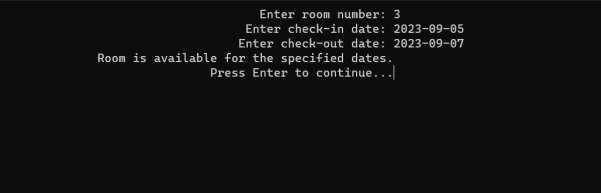 Enter room number: 3
Enter check-in date: 2023-09-05
Enter check-out date: 2023-09-07
Room is available for the specified dates.
Press Enter to continue...